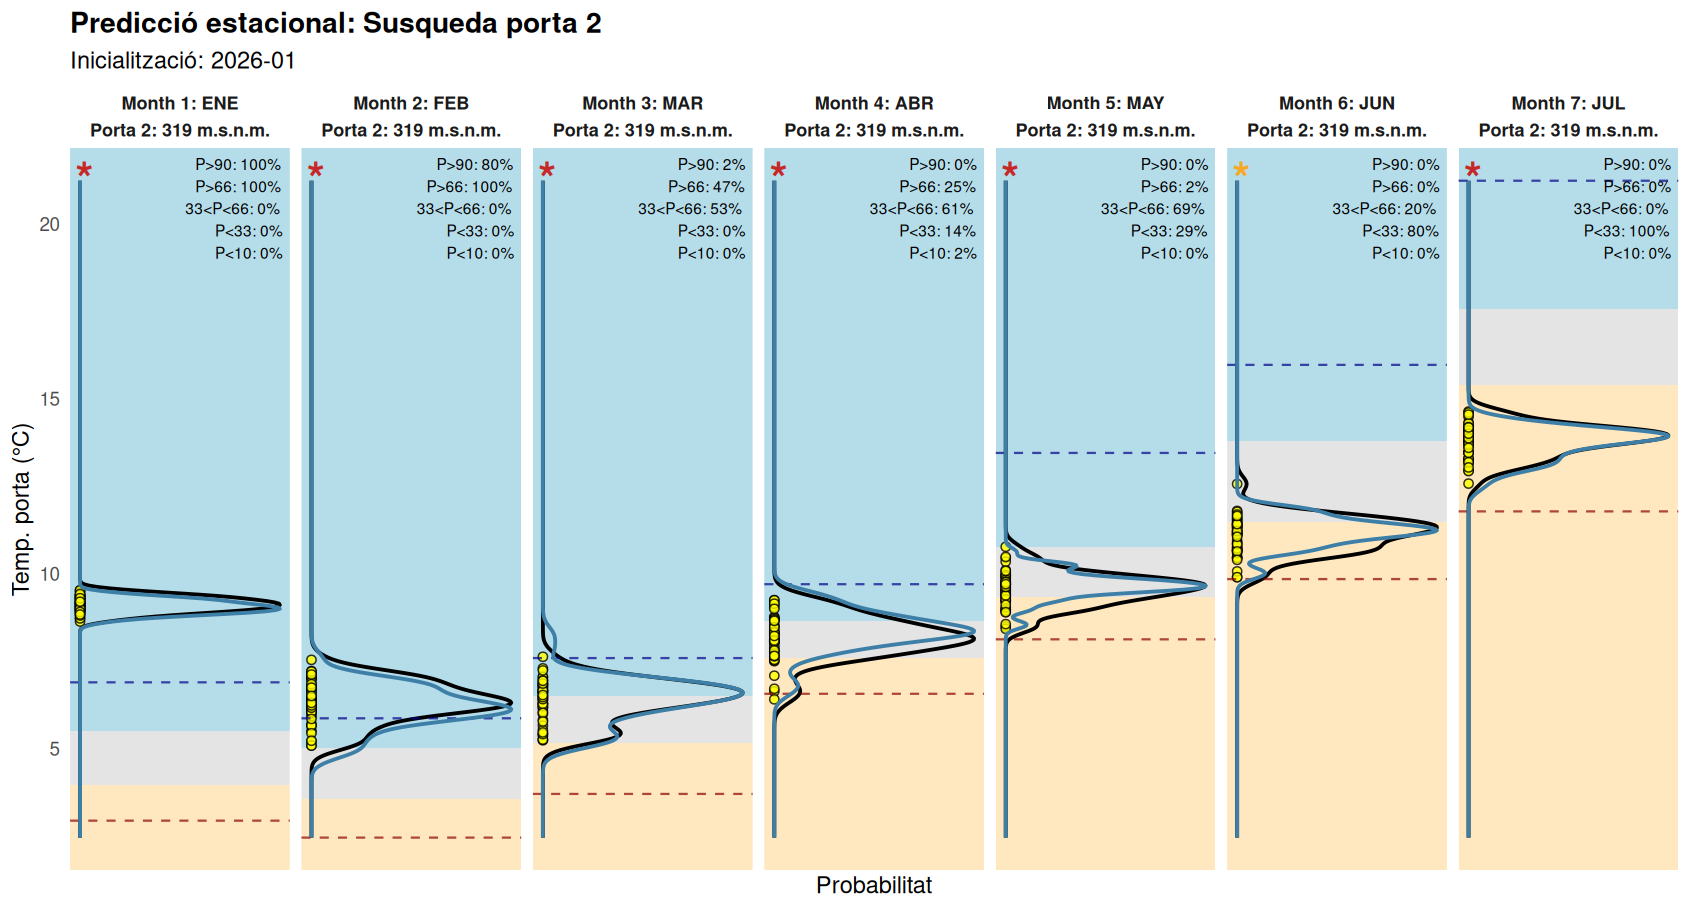 Predicció estacional: Susqueda porta 2
Inicialització: 2026-01
Month 1: ENE
Porta 2: 319 m.s.n.m.
Month 2: FEB
Porta 2: 319 m.s.n.m.
Month 3: MAR
Porta 2: 319 m.s.n.m.
Month 4: ABR
Porta 2: 319 m.s.n.m.
Month 5: MAY
Porta 2: 319 m.s.n.m.
Month 6: JUN
Porta 2: 319 m.s.n.m.
Month 7: JUL
Porta 2: 319 m.s.n.m.
*
P>90: 100%
P>66: 100%
33<P<66: 0%
P<33: 0%
P<10: 0%
*
P>90: 80%
P>66: 100%
33<P<66: 0%
P<33: 0%
P<10: 0%
*
P>90: 2%
P>66: 47%
33<P<66: 53%
P<33: 0%
P<10: 0%
*
P>90: 0%
P>66: 25%
33<P<66: 61%
P<33: 14%
P<10: 2%
*
P>90: 0%
P>66: 2%
33<P<66: 69%
P<33: 29%
P<10: 0%
*
P>90: 0%
P>66: 0%
33<P<66: 20%
P<33: 80%
P<10: 0%
*
P>90: 0%
P>66: 0%
33<P<66: 0%
P<33: 100%
P<10: 0%
20
15
10
5
Temp. porta (°C)
Probabilitat